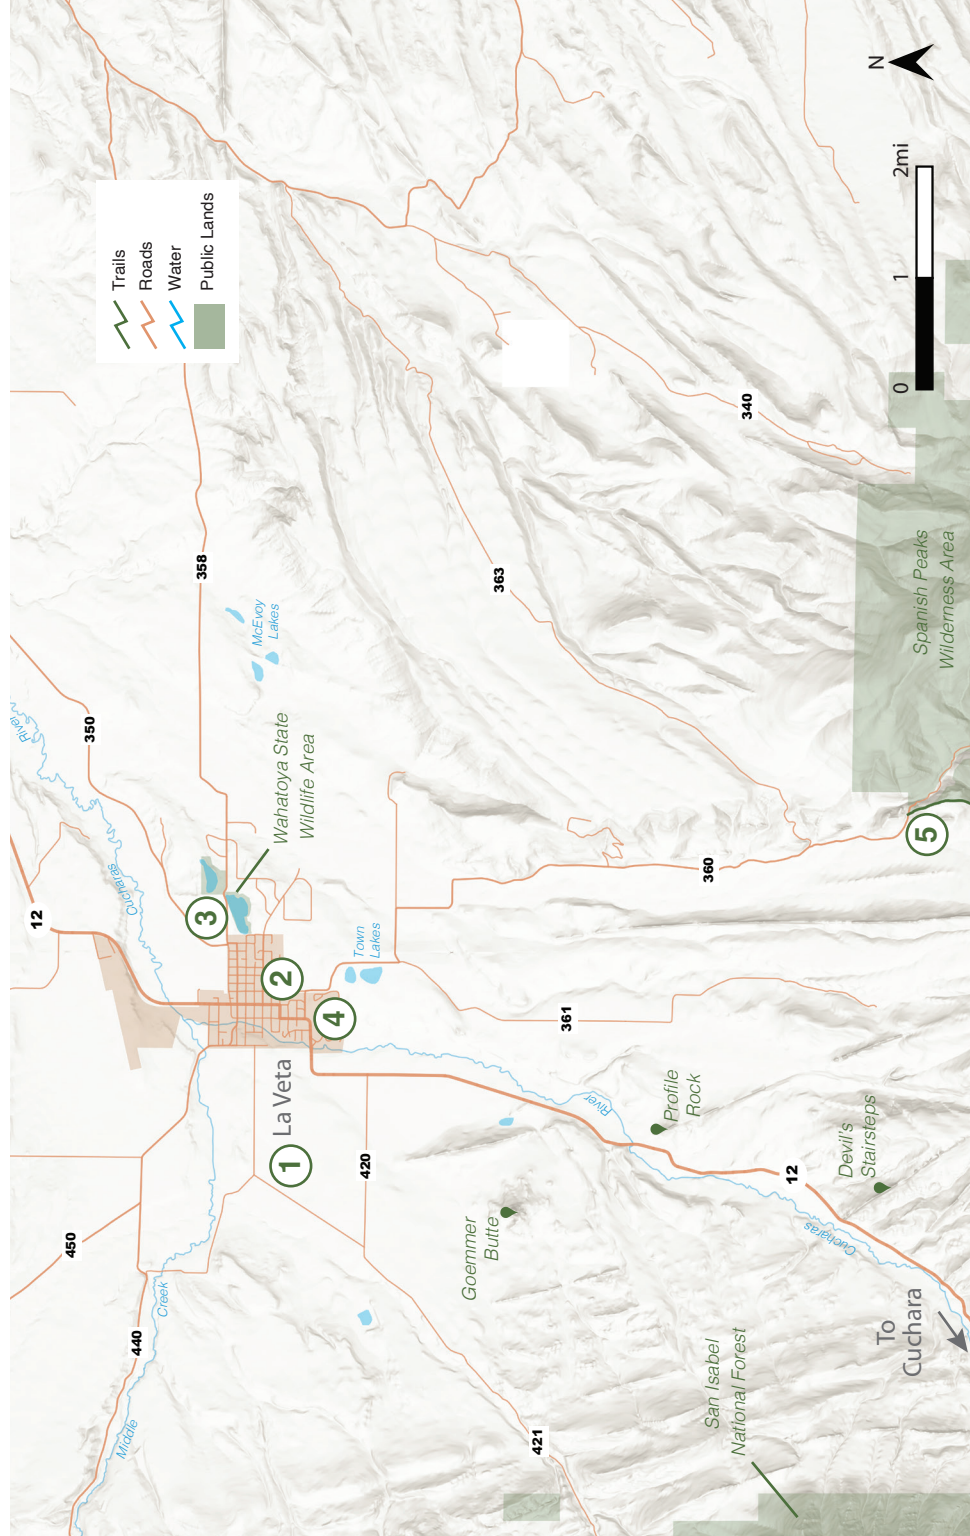 Trails
Roads
Water
Public Lands
N
0
1
2mi
12
350
358
River
Cucharas
McEvoy
Lakes
Wahatoya State
Wildlife Area
3
2
4
1
La Veta
Town
Lakes
450
440
Middle
Creek
420
421
361
360
363
340
Goemmer
Butte
River
Profile
Rock
Devil's
Stairsteps
12
Cucharas
To
Cuchara
San Isabel
National Forest
Spanish Peaks
Wilderness Area
5